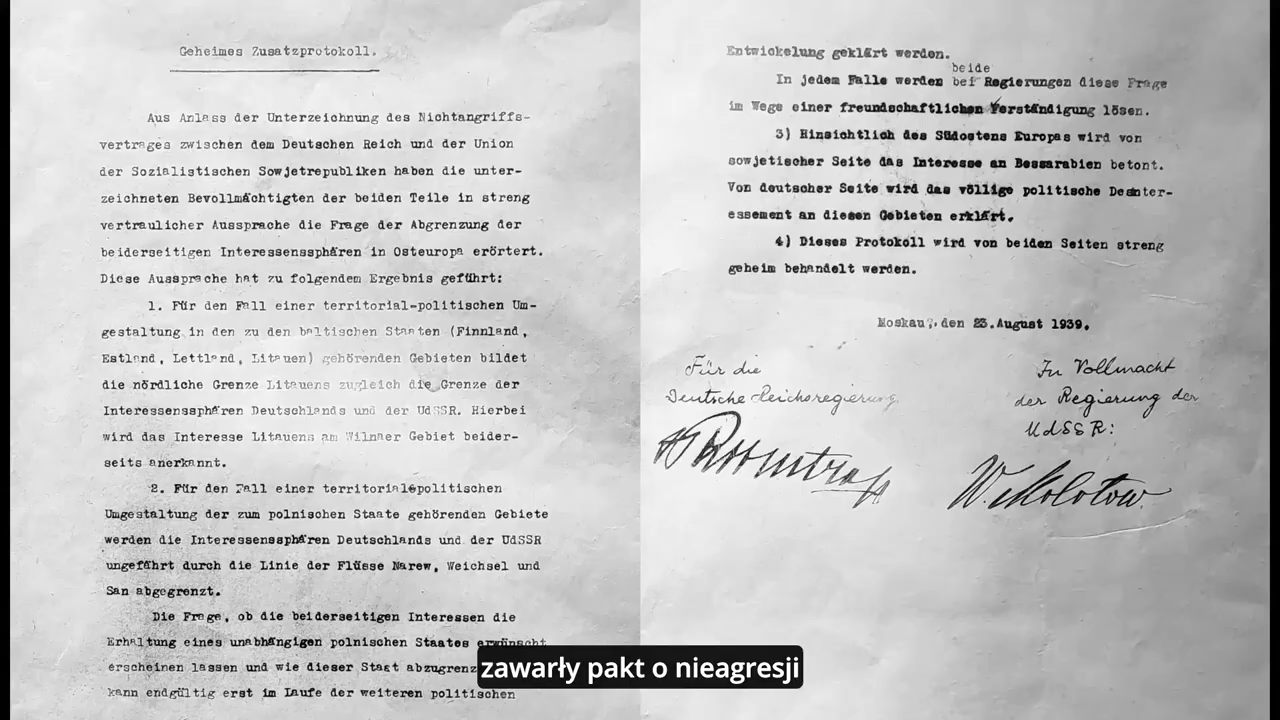 Geheimes Zusatzprotokoll.
Aus Anlass der Unterzeichnung des Nichtangriffs-
vertrages zwischen dem Deutschen Reich und der Union
der Sozialistischen Sowjetrepubliken haben die unter-
zeichneten Bevollmächtigten der beiden Teile in streng
vertraulicher Aussprache die Frage der Abgrenzung der
beiderseitigen Interessenssphären in Osteuropa erörtert.
Diese Aussprache hat zu folgendem Ergebnis geführt:
1. Für den Fall einer territorial-politischen Um-
gestaltung in den zu den baltischen Staaten (Finnland,
Estland, Lettland, Litauen) gehörenden Gebieten bildet
die nördliche Grenze Litauens zugleich die Grenze der
Interessenssphären Deutschlands und der UdSSR. Hierbei
wird das Interesse Litauens am Wilnaer Gebiet beider-
seits anerkannt.
2. Für den Fall einer territorial-politischen
Umgestaltung der zum polnischen Staate gehörenden Gebiete
werden die Interessenssphären Deutschlands und der UdSSR
ungefährt durch die Linie der Flüsse Narew, Weichsel und
San abgegrenzt.
Die Frage, ob die beiderseitigen Interessen die
Erhaltung eines unabhängigen polnischen Staates erwünscht
erscheinen lassen und wie dieser Staat abzugrenz
kann endgültig erst im Laufe der weiteren politischen
Entwickelung geklärt werden.
beide
In jedem Falle werden bei Regierungen diese Frage
im Wege einer freundschaftlichen Verständigung lösen.
3) Hinsichtlich des Südostens Europas wird von
sowjetischer Seite das Interesse an Bessarabien betont.
Von deutscher Seite wird das völlige politische Desinter-
essement an diesen Gebieten erklärt.
4) Dieses Protokoll wird von beiden Seiten streng
geheim behandelt werden.
Moskau, den 23. August 1939.
Für die
Deutsche Reichsregierung
In Vollmacht
der Regierung der
UdSSR:
W. Molotow
zawarły pakt o nieagresji